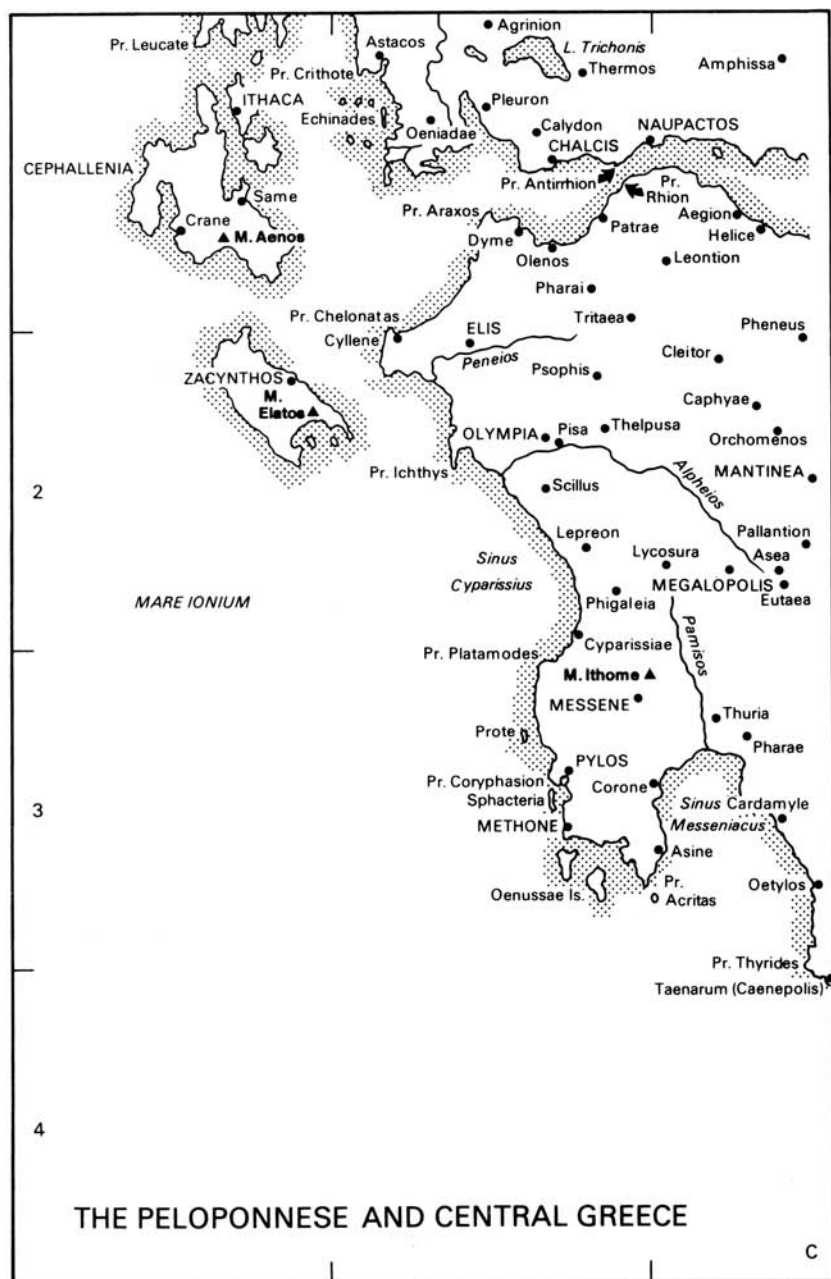 Agrinion
Pr. Leucate
Astacos
L. Trichonis
Amphissa
Pr. Crithote
Thermos
ITHACA
Echinades
Pleuron
Oeniadae
Calydon
NAUPACTOS
CHALCIS
CEPHALLENIA
Pr. Antirrhion
Pr.
Rhion
Same
Pr. Araxos
Aegion
Crane
M. Aenos
Dyme
Patrae
Helice
Olenos
Leontion
Pharai
Pr. Chelonatas
Tritaea
Pheneus
Cyllene
ELIS
Peneios
Cleitor
Psophis
ZACYNTHOS
M.
Elatos
Caphyae
OLYMPIA
Pisa
Thelpusa
Orchomenos
Pr. Ichthys
MANTINEA
Alpheios
2
Scillus
Pallantion
Lepreon
Sinus
Cyparissius
Lycosura
Asea
MEGALOPOLIS
Eutaea
MARE IONIUM
Phigaleia
Cyparissiae
Pamisos
Pr. Platamodes
M. Ithome
MESSENE
Thuria
Prote
Pharae
PYLOS
Pr. Coryphasion
Corone
Sphacteria
3
Sinus
Messeniacus
Cardamyle
METHONE
Asine
Oenussae Is.
Pr.
Acritas
Oetylos
Pr. Thyrides
Taenarum (Caenepolis)
4
THE PELOPONNESE AND CENTRAL GREECE
C